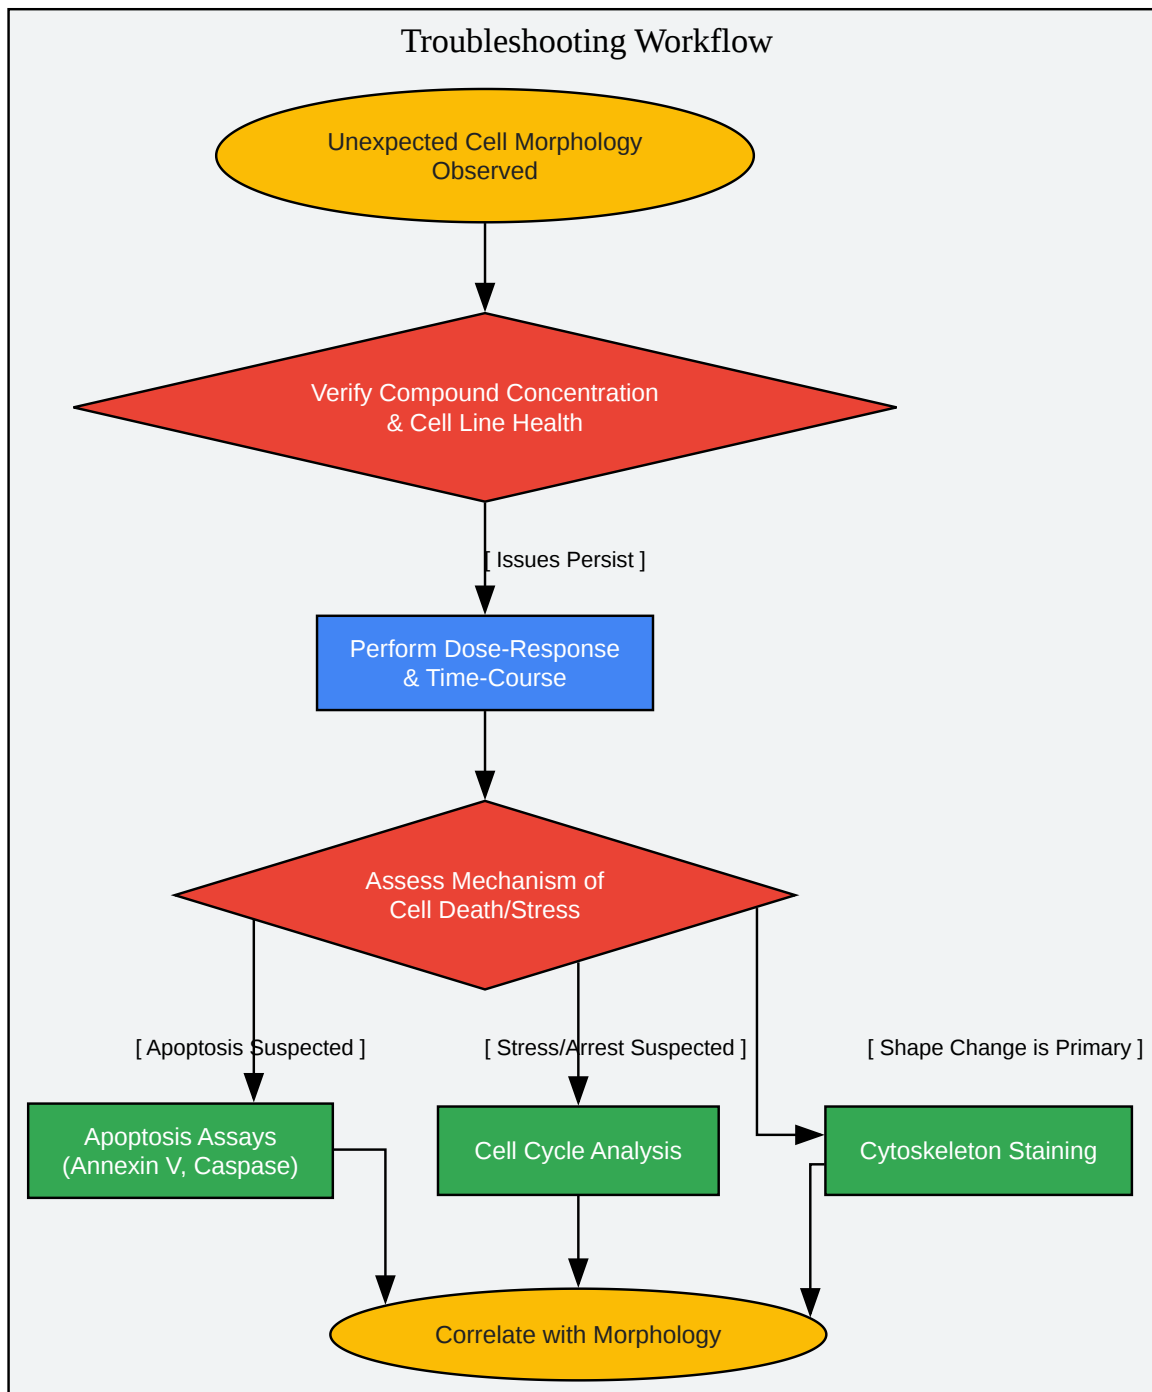 Troubleshooting Workflow
Unexpected Cell Morphology
Observed
Verify Compound Concentration
& Cell Line Health
[ Issues Persist ]
Perform Dose-Response
& Time-Course
Assess Mechanism of
Cell Death/Stress
[ Apoptosis Suspected ]
[ Stress/Arrest Suspected ]
[ Shape Change is Primary ]
Apoptosis Assays
(Annexin V, Caspase)
Cell Cycle Analysis
Cytoskeleton Staining
Correlate with Morphology